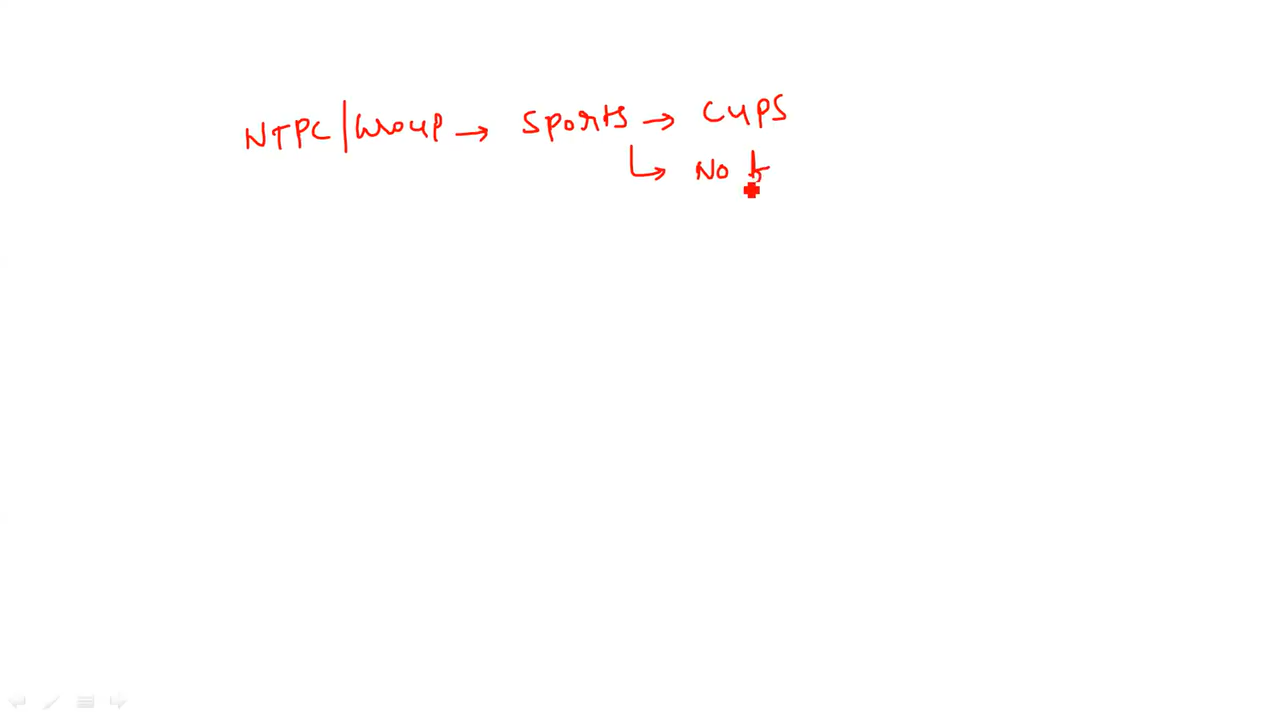 NTPC/Group → Sports → CUPS
↳ No